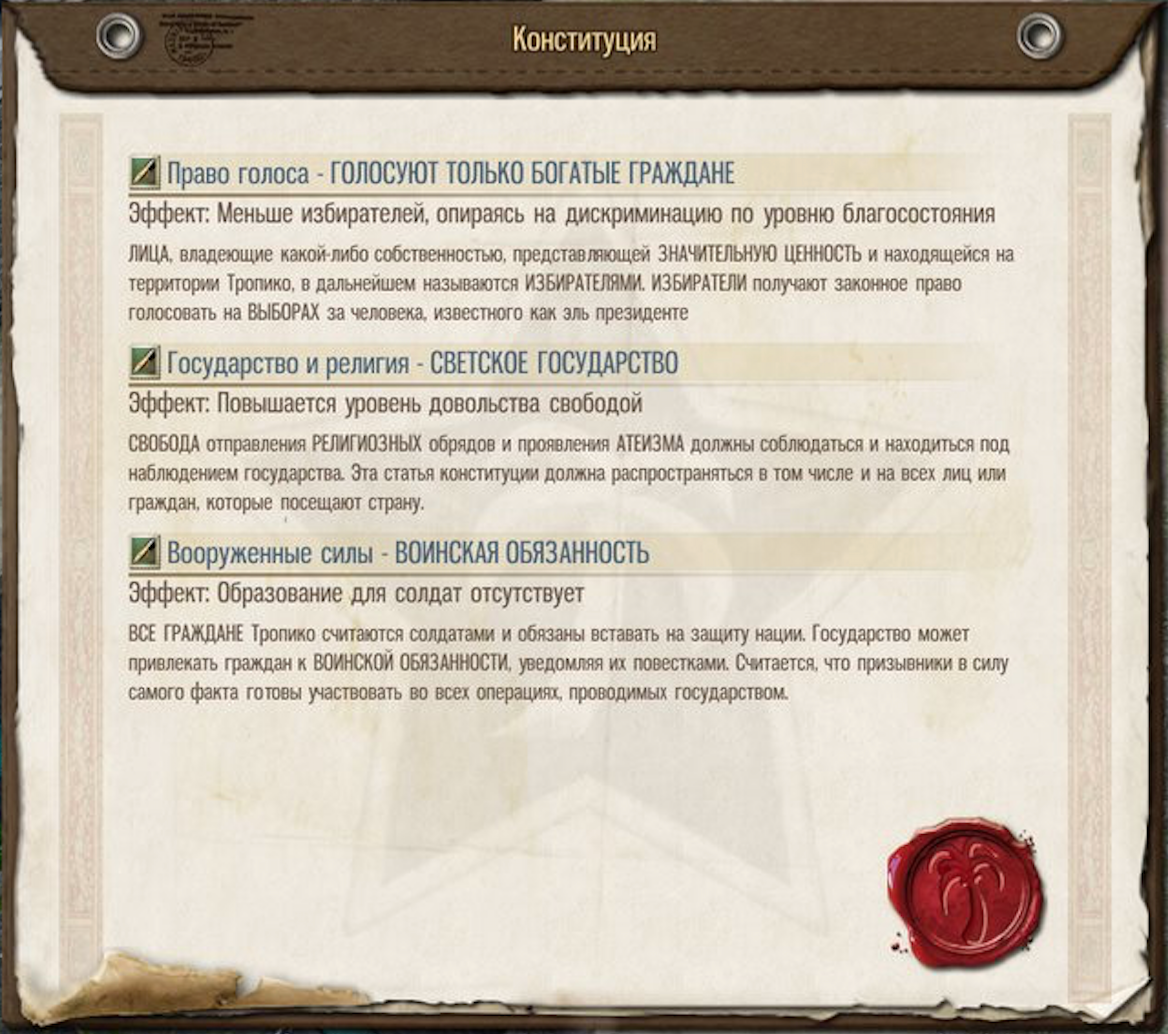 Конституция
Право голоса - ГОЛОСУЮТ ТОЛЬКО БОГАТЫЕ ГРАЖДАНЕ
Эффект: Меньше избирателей, опираясь на дискриминацию по уровню благосостояния
ЛИЦА, владеющие какой-либо собственностью, представляющей ЗНАЧИТЕЛЬНУЮ ЦЕННОСТЬ и находящейся на
территории Тропико, в дальнейшем называются ИЗБИРАТЕЛЯМИ. ИЗБИРАТЕЛИ получают законное право
голосовать на ВЫБОРАХ за человека, известного как эль президенте
Государство и религия - СВЕТСКОЕ ГОСУДАРСТВО
Эффект: Повышается уровень довольства свободой
СВОБОДА отправления РЕЛИГИОЗНЫХ обрядов и проявления АТЕИЗМА должны соблюдаться и находиться под
наблюдением государства. Эта статья конституции должна распространяться в том числе и на всех лиц или
граждан, которые посещают страну.
Вооруженные силы - ВОИНСКАЯ ОБЯЗАННОСТЬ
Эффект: Образование для солдат отсутствует
ВСЕ ГРАЖДАНЕ Тропико считаются солдатами и обязаны вставать на защиту нации. Государство может
привлекать граждан к ВОИНСКОЙ ОБЯЗАННОСТИ, уведомляя их повестками. Считается, что призывники в силу
самого факта готовы участвовать во всех операциях, проводимых государством.